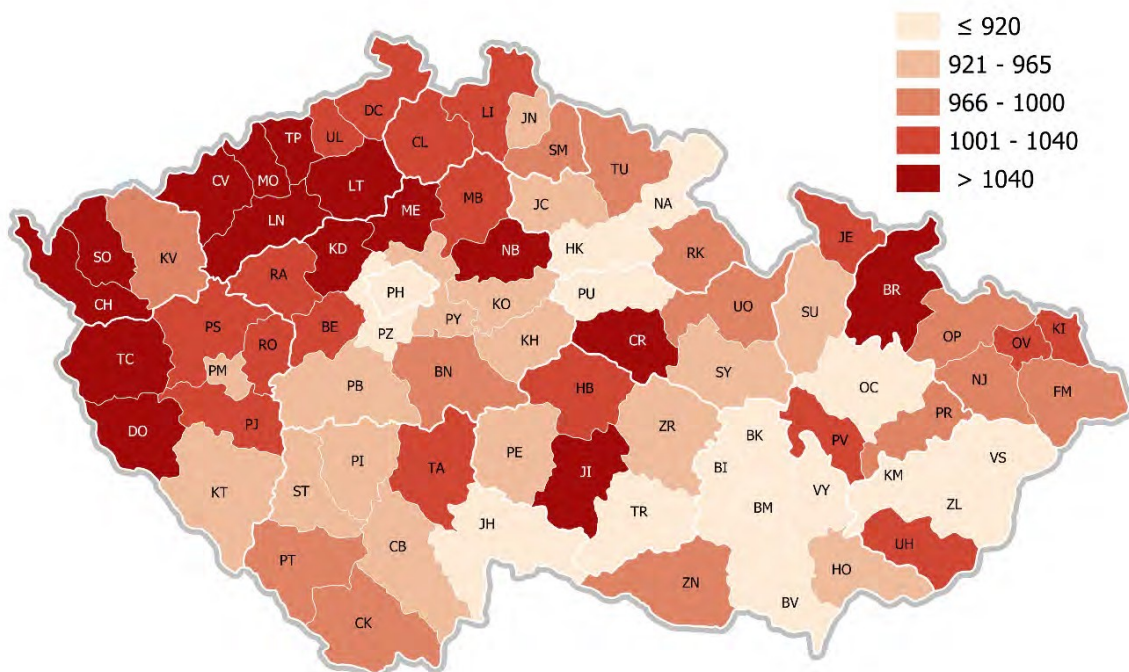 ≤ 920
921 - 965
966 - 1000
1001 - 1040
> 1040
DC
LI
JN
TP
UL
CL
SM
TU
CV
MO
LT
MB
NA
ME
JC
LN
SO
KV
KD
NB
HK
RK
JE
RA
BR
CH
PH
KO
PU
PS
BE
PY
UO
SU
KI
RO
PZ
KH
CR
OP
OV
TC
PM
PB
BN
SY
OC
NJ
FM
HB
DO
PJ
PR
ZR
BK
PV
PI
PE
VS
KT
ST
TA
JI
BI
KM
VY
TR
BM
ZL
JH
CB
UH
PT
HO
ZN
BV
CK